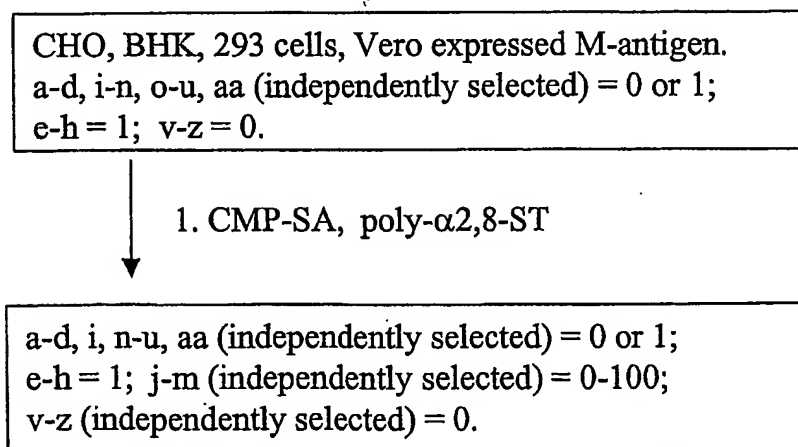 CHO, BHK, 293 cells, Vero expressed M-antigen.
a-d, i-n, o-u, aa (independently selected) = 0 or 1;
e-h = 1; v-z = 0.
1. CMP-SA, poly-α2,8-ST
a-d, i, n-u, aa (independently selected) = 0 or 1;
e-h = 1; j-m (independently selected) = 0-100;
v-z (independently selected) = 0.